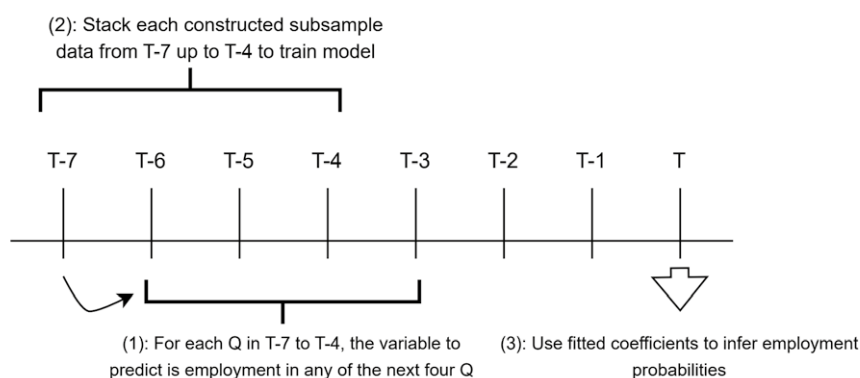 (2): Stack each constructed subsample
data from T-7 up to T-4 to train model
T-7 T-6 T-5 T-4 T-3 T-2 T-1 T
(1): For each Q in T-7 to T-4, the variable to
predict is employment in any of the next four Q
(3): Use fitted coefficients to infer employment
probabilities